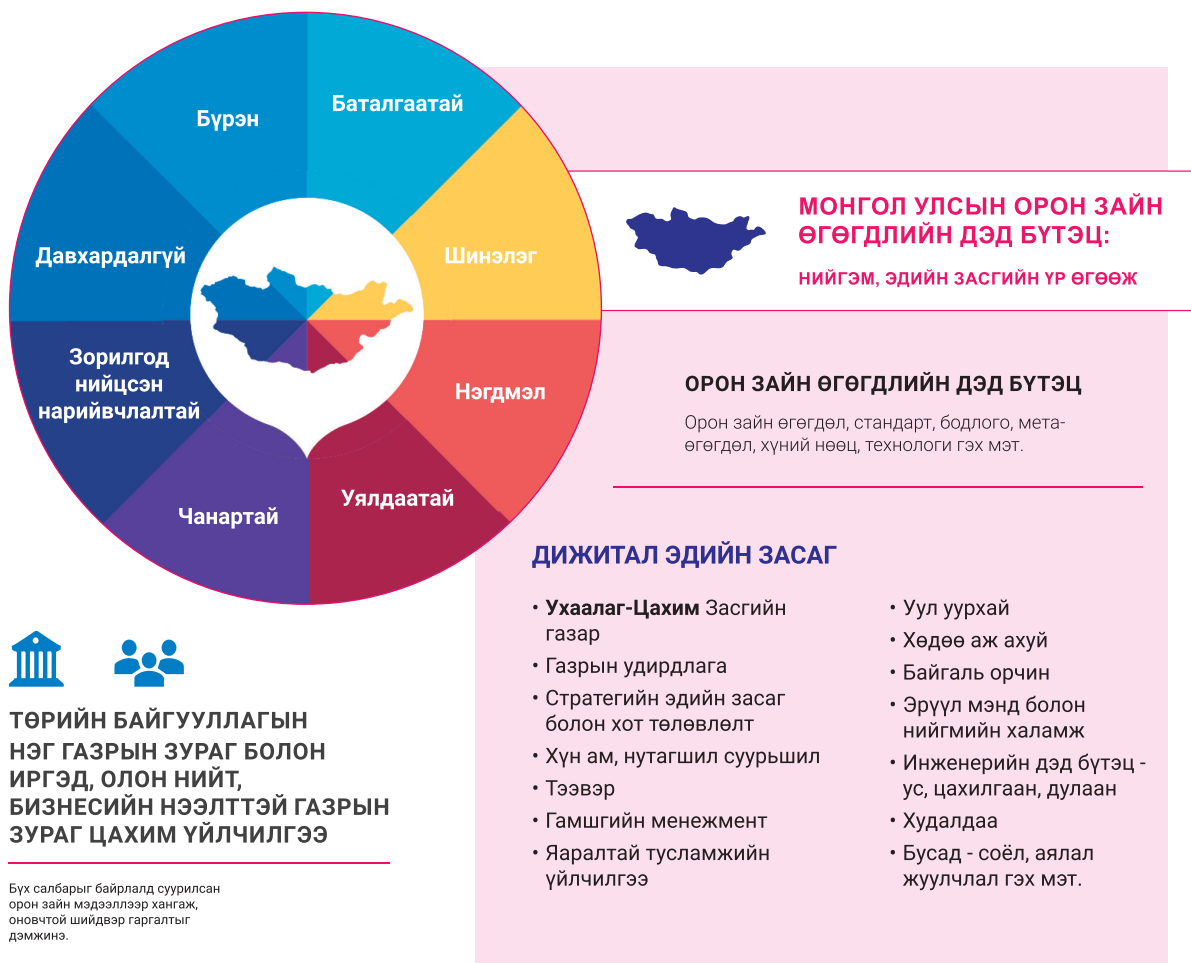 Баталгаатай
Бүрэн
Шинэлэг
Давхардалгүй
Зорилгод
нийцсэн
нарийвчлалтай
Нэгдмэл
Уялдаатай
Чанартай
МОНГОЛ УЛСЫН ОРОН ЗАЙН
ӨГӨГДЛИЙН ДЭД БҮТЭЦ:
НИЙГЭМ, ЭДИЙН ЗАСГИЙН ҮР ӨГӨӨЖ
ОРОН ЗАЙН ӨГӨГДЛИЙН ДЭД БҮТЭЦ
Орон зайн өгөгдөл, стандарт, бодлого, мета-
өгөгдөл, хүний нөөц, технологи гэх мэт.
ДИЖИТАЛ ЭДИЙН ЗАСАГ
• Ухаалаг-Цахим Засгийн
газар
• Газрын удирдлага
• Стратегийн эдийн засаг
болон хот төлөвлөлт
• Хүн ам, нутагшил суурьшил
• Тээвэр
• Гамшгийн менежмент
• Яаралтай тусламжийн
үйлчилгээ
• Уул уурхай
• Хөдөө аж ахуй
• Байгаль орчин
• Эрүүл мэнд болон
нийгмийн халамж
• Инженерийн дэд бүтэц -
ус, цахилгаан, дулаан
• Худалдаа
• Бусад - соёл, аялал
жуулчлал гэх мэт.
ТӨРИЙН БАЙГУУЛЛАГЫН
НЭГ ГАЗРЫН ЗУРАГ БОЛОН
ИРГЭД, ОЛОН НИЙТ,
БИЗНЕСИЙН НЭЭЛТТЭЙ ГАЗРЫН
ЗУРАГ ЦАХИМ ҮЙЛЧИЛГЭЭ
Бүх салбарыг байрлалд суурилсан
орон зайн мэдээллээр хангаж,
оновчтой шийдвэр гаргалтыг
дэмжинэ.